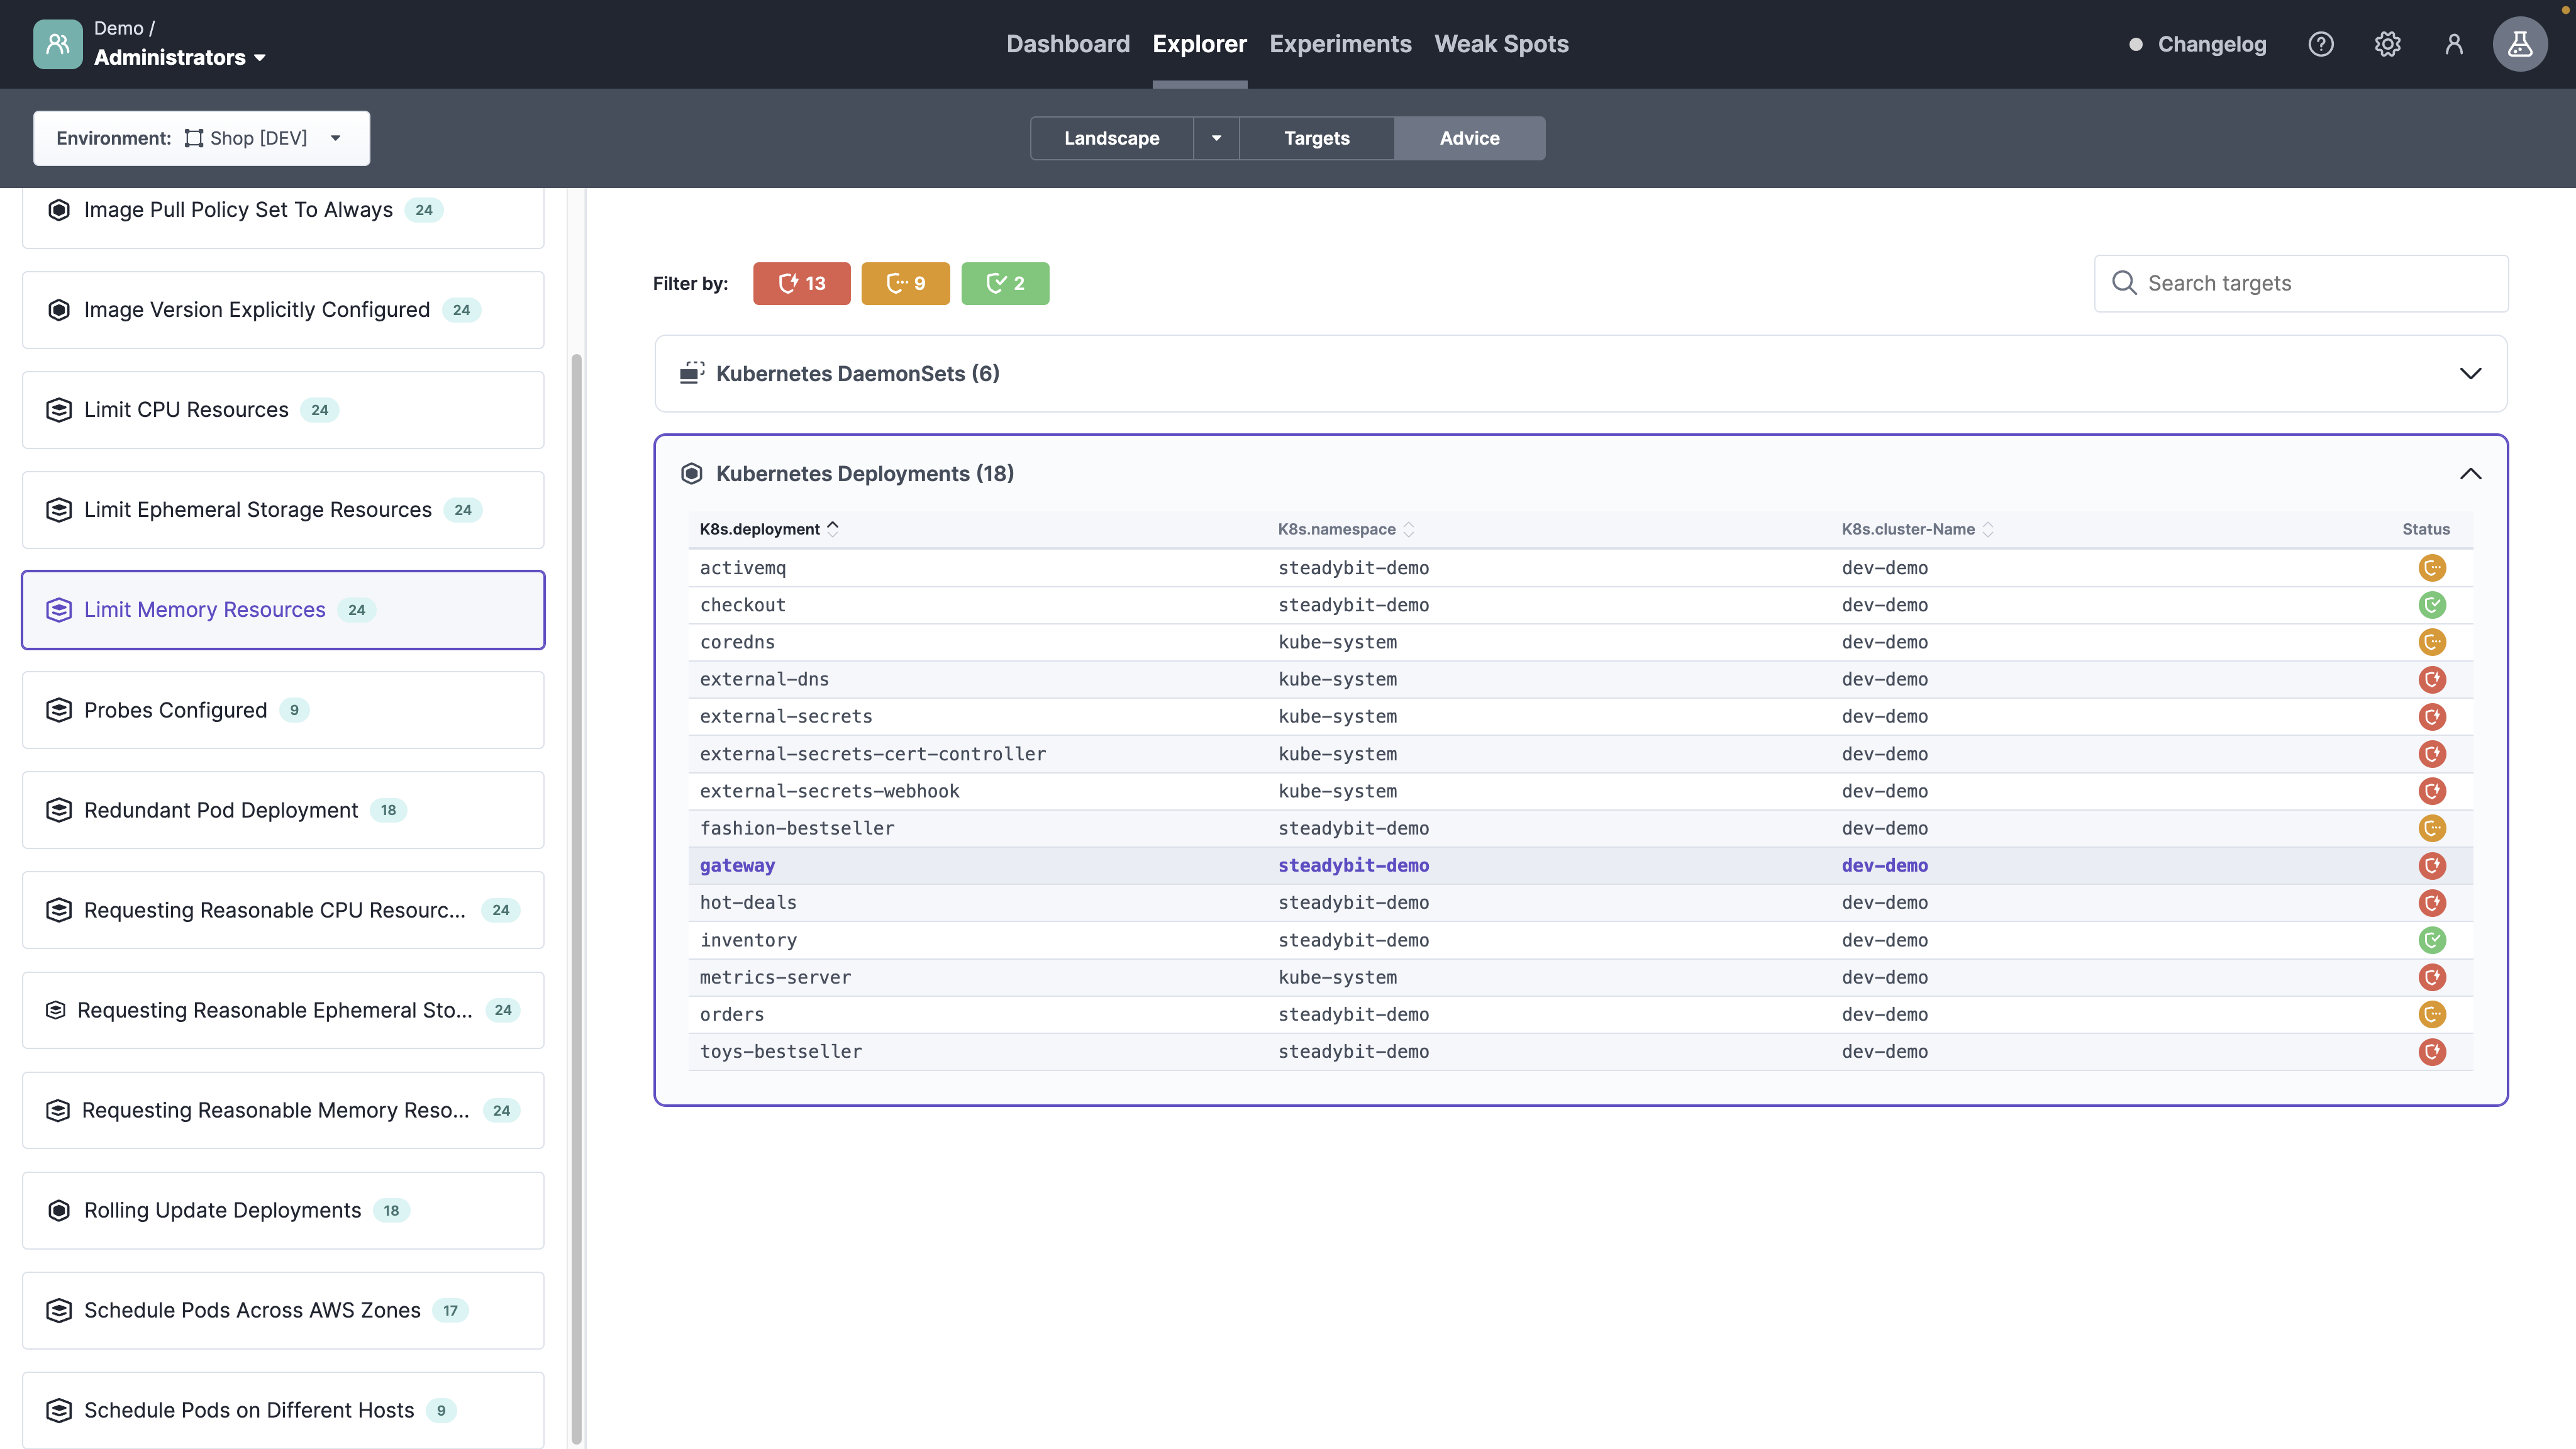 Demo /
Administrators
Dashboard Explorer Experiments Weak Spots
Changelog
Environment: Shop [DEV]
Landscape Targets Advice
Image Pull Policy Set To Always 24
Image Version Explicitly Configured 24
Limit CPU Resources 24
Limit Ephemeral Storage Resources 24
Limit Memory Resources 24
Probes Configured 9
Redundant Pod Deployment 18
Requesting Reasonable CPU Resourc... 24
Requesting Reasonable Ephemeral Sto... 24
Requesting Reasonable Memory Reso... 24
Rolling Update Deployments 18
Schedule Pods Across AWS Zones 17
Schedule Pods on Different Hosts 9
Filter by: 13 9 2
Search targets
Kubernetes DaemonSets (6)
Kubernetes Deployments (18)
K8s.deployment K8s.namespace K8s.cluster-Name Status
activemq steadybit-demo dev-demo
checkout steadybit-demo dev-demo
coredns kube-system dev-demo
external-dns kube-system dev-demo
external-secrets kube-system dev-demo
external-secrets-cert-controller kube-system dev-demo
external-secrets-webhook kube-system dev-demo
fashion-bestseller steadybit-demo dev-demo
gateway steadybit-demo dev-demo
hot-deals steadybit-demo dev-demo
inventory steadybit-demo dev-demo
metrics-server kube-system dev-demo
orders steadybit-demo dev-demo
toys-bestseller steadybit-demo dev-demo